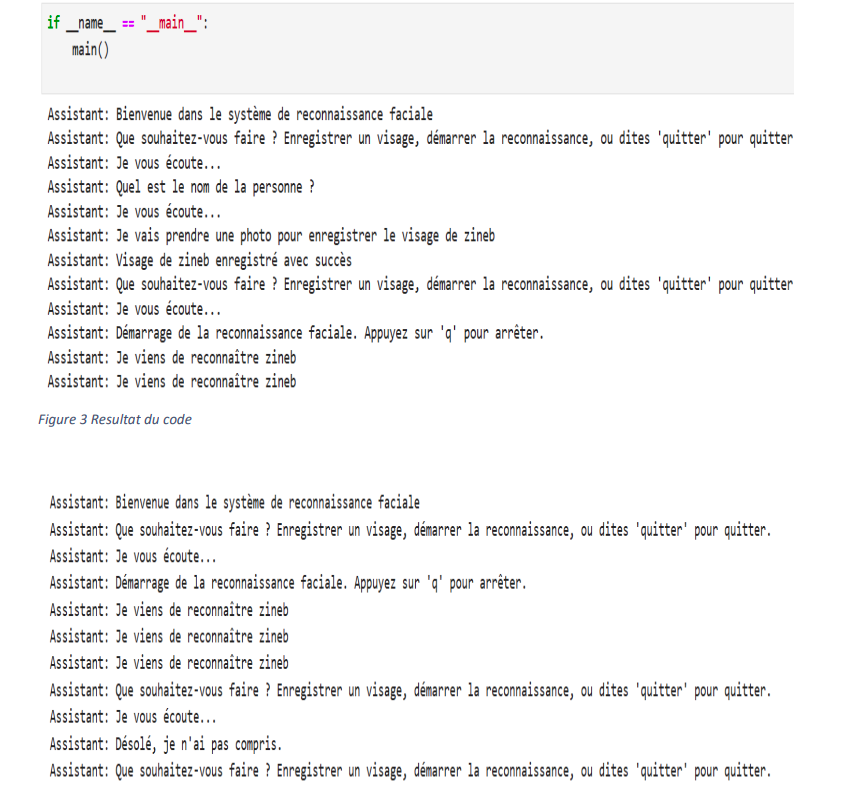 if __name__ == "__main__":
    main()
Assistant: Bienvenue dans le système de reconnaissance faciale
Assistant: Que souhaitez-vous faire ? Enregistrer un visage, démarrer la reconnaissance, ou dites 'quitter' pour quitter
Assistant: Je vous écoute...
Assistant: Quel est le nom de la personne ?
Assistant: Je vous écoute...
Assistant: Je vais prendre une photo pour enregistrer le visage de zineb
Assistant: Visage de zineb enregistré avec succès
Assistant: Que souhaitez-vous faire ? Enregistrer un visage, démarrer la reconnaissance, ou dites 'quitter' pour quitter
Assistant: Je vous écoute...
Assistant: Démarrage de la reconnaissance faciale. Appuyez sur 'q' pour arrêter.
Assistant: Je viens de reconnaître zineb
Assistant: Je viens de reconnaître zineb
Figure 3 Resultat du code
Assistant: Bienvenue dans le système de reconnaissance faciale
Assistant: Que souhaitez-vous faire ? Enregistrer un visage, démarrer la reconnaissance, ou dites 'quitter' pour quitter.
Assistant: Je vous écoute...
Assistant: Démarrage de la reconnaissance faciale. Appuyez sur 'q' pour arrêter.
Assistant: Je viens de reconnaître zineb
Assistant: Je viens de reconnaître zineb
Assistant: Je viens de reconnaître zineb
Assistant: Que souhaitez-vous faire ? Enregistrer un visage, démarrer la reconnaissance, ou dites 'quitter' pour quitter.
Assistant: Je vous écoute...
Assistant: Désolé, je n'ai pas compris.
Assistant: Que souhaitez-vous faire ? Enregistrer un visage, démarrer la reconnaissance, ou dites 'quitter' pour quitter.